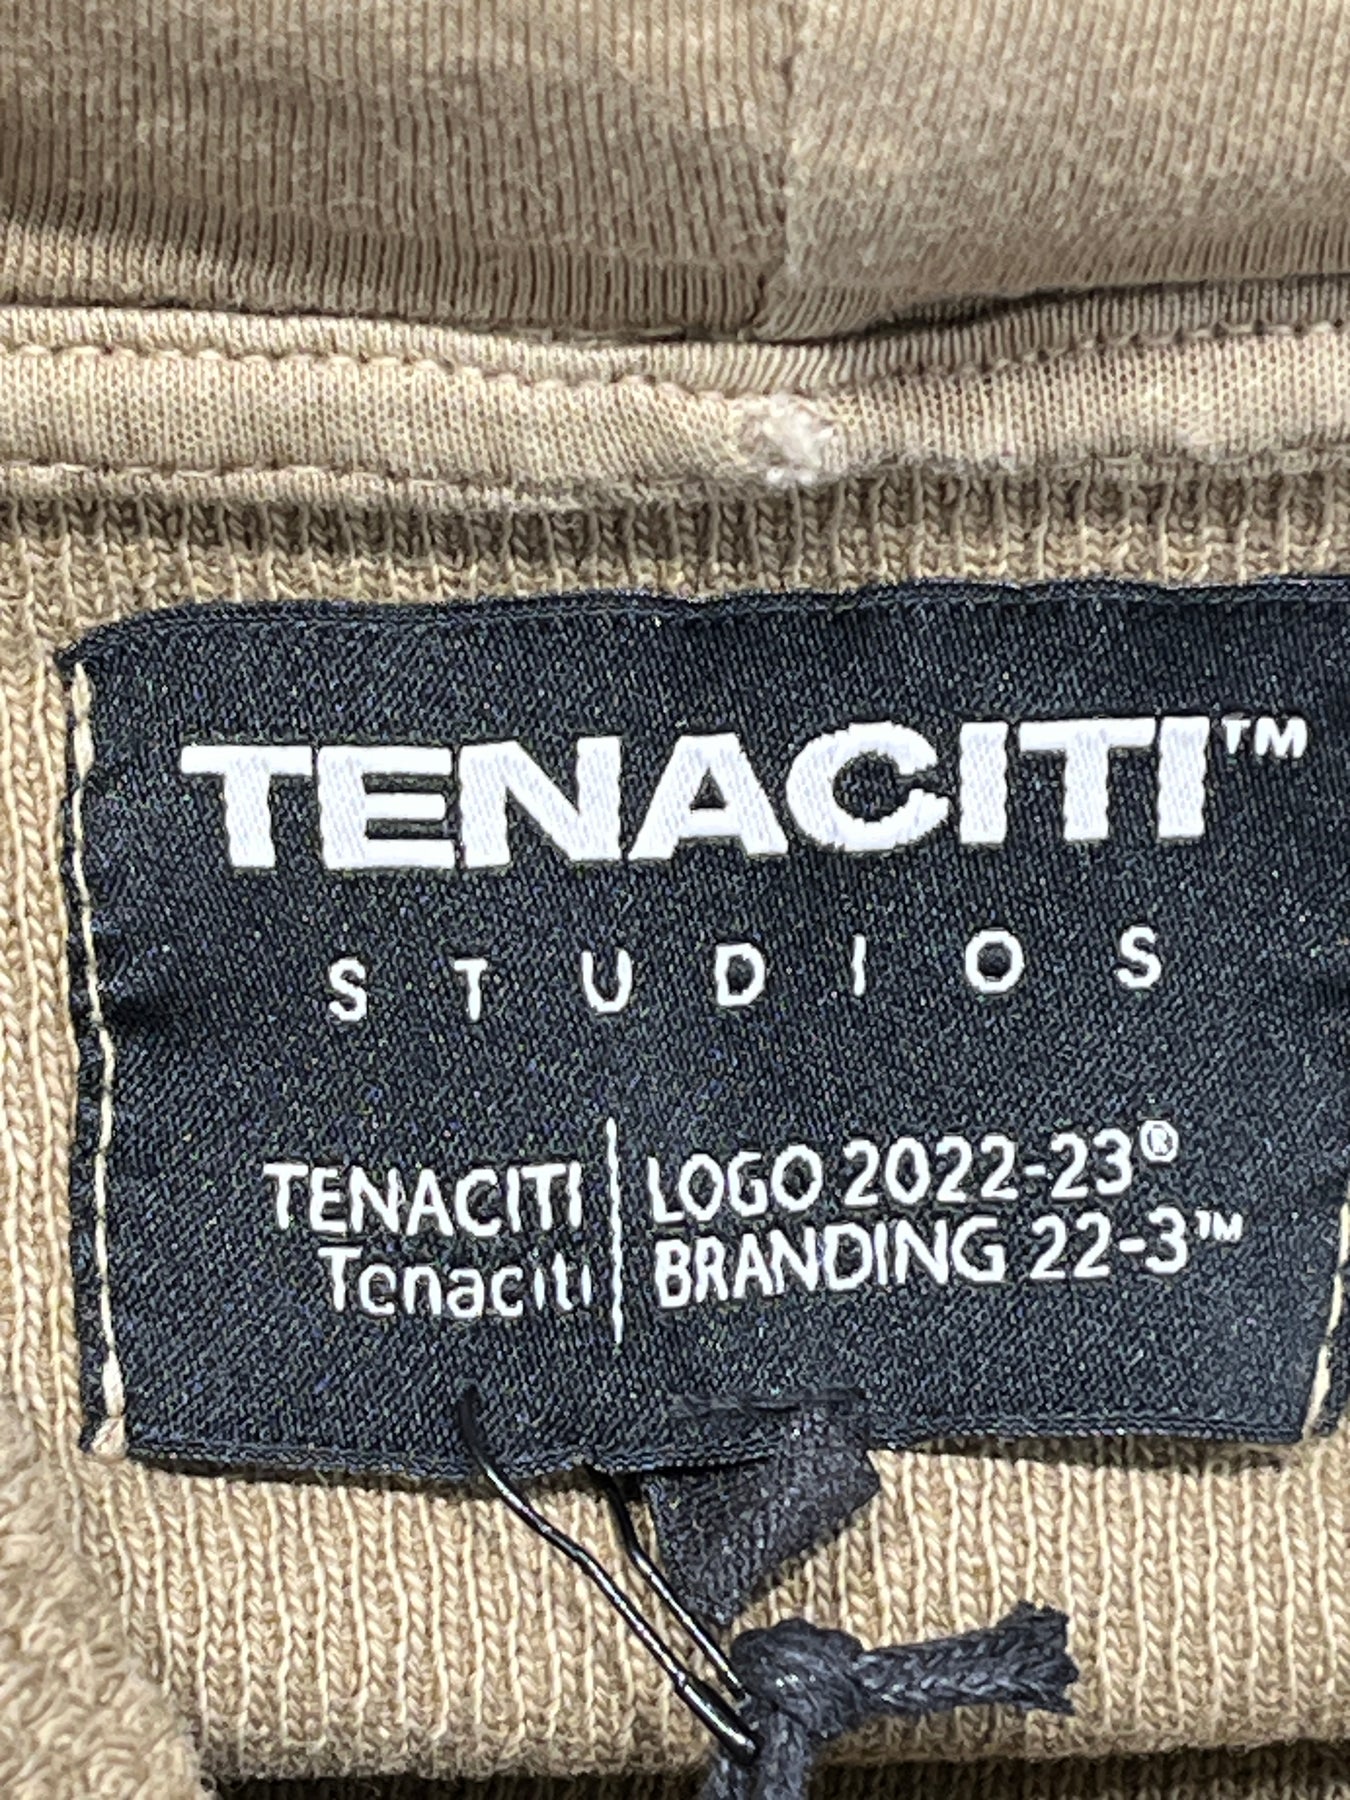 TENACITI™
STUDIOS
TENACITI | LOGO 2022-23®
Tenaciti | BRANDING 22-3™